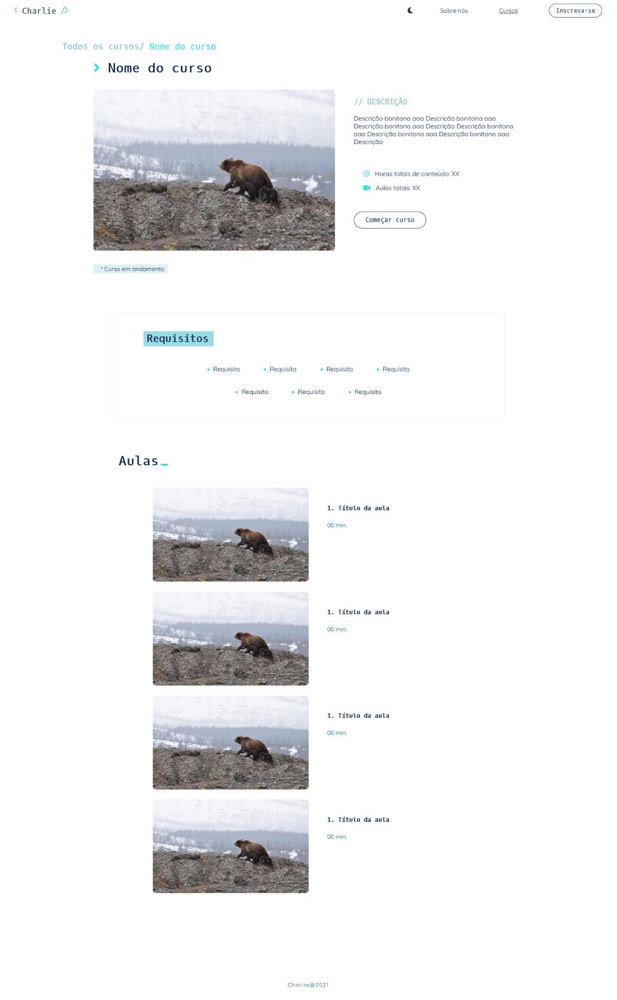 Charlie
Sobre nós
Cursos
Inscreva-se
Todos os cursos/ Nome do curso
Nome do curso
// DESCRIÇÃO
Descrição bonitona aaa Descrição bonitona aaa
Descrição bonitona aaa Descrição Descrição bonitona
aaa Descrição bonitona aaa Descrição bonitona aaa
Descrição
Horas totais de conteúdo: XX
Aulas totais: XX
Começar curso
* Curso em andamento
Requisitos
• Requisito • Requisito • Requisito • Requisito
• Requisito • Requisito • Requisito
Aulas_
1. Título da aula
00 min.
1. Título da aula
00 min.
1. Título da aula
00 min.
1. Título da aula
00 min.
Charlie@2021